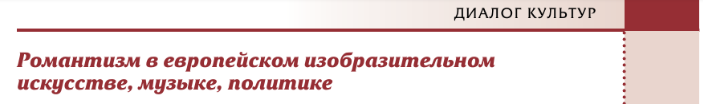 ДИАЛОГ КУЛЬТУР
Романтизм в европейском изобразительном
искусстве, музыке, политике